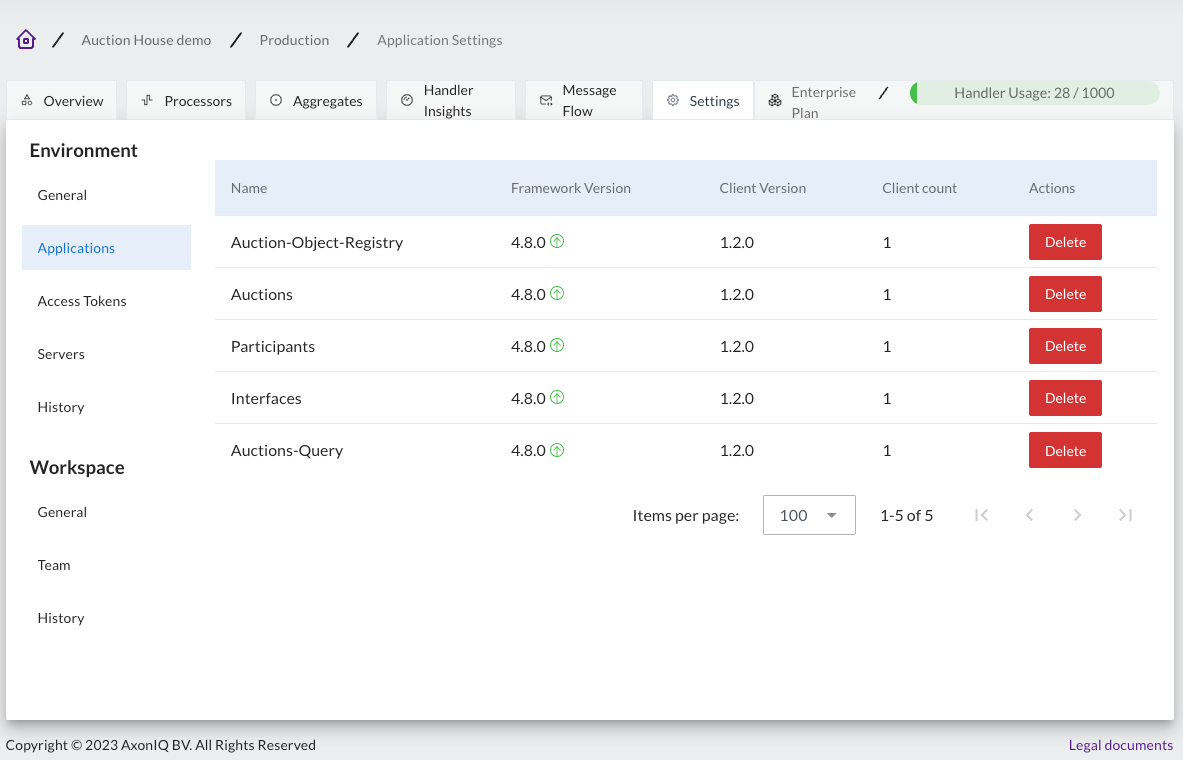 Auction House demo / Production / Application Settings
Overview
Processors
Aggregates
Handler
Insights
Message
Flow
Settings
Enterprise
Plan
/
Handler Usage: 28 / 1000
Environment
General
Applications
Access Tokens
Servers
History
Workspace
General
Team
History
Name Framework Version Client Version Client count Actions
Auction-Object-Registry 4.8.0 1.2.0 1 Delete
Auctions 4.8.0 1.2.0 1 Delete
Participants 4.8.0 1.2.0 1 Delete
Interfaces 4.8.0 1.2.0 1 Delete
Auctions-Query 4.8.0 1.2.0 1 Delete
Items per page: 100 1-5 of 5
Copyright © 2023 AxonIQ BV. All Rights Reserved
Legal documents